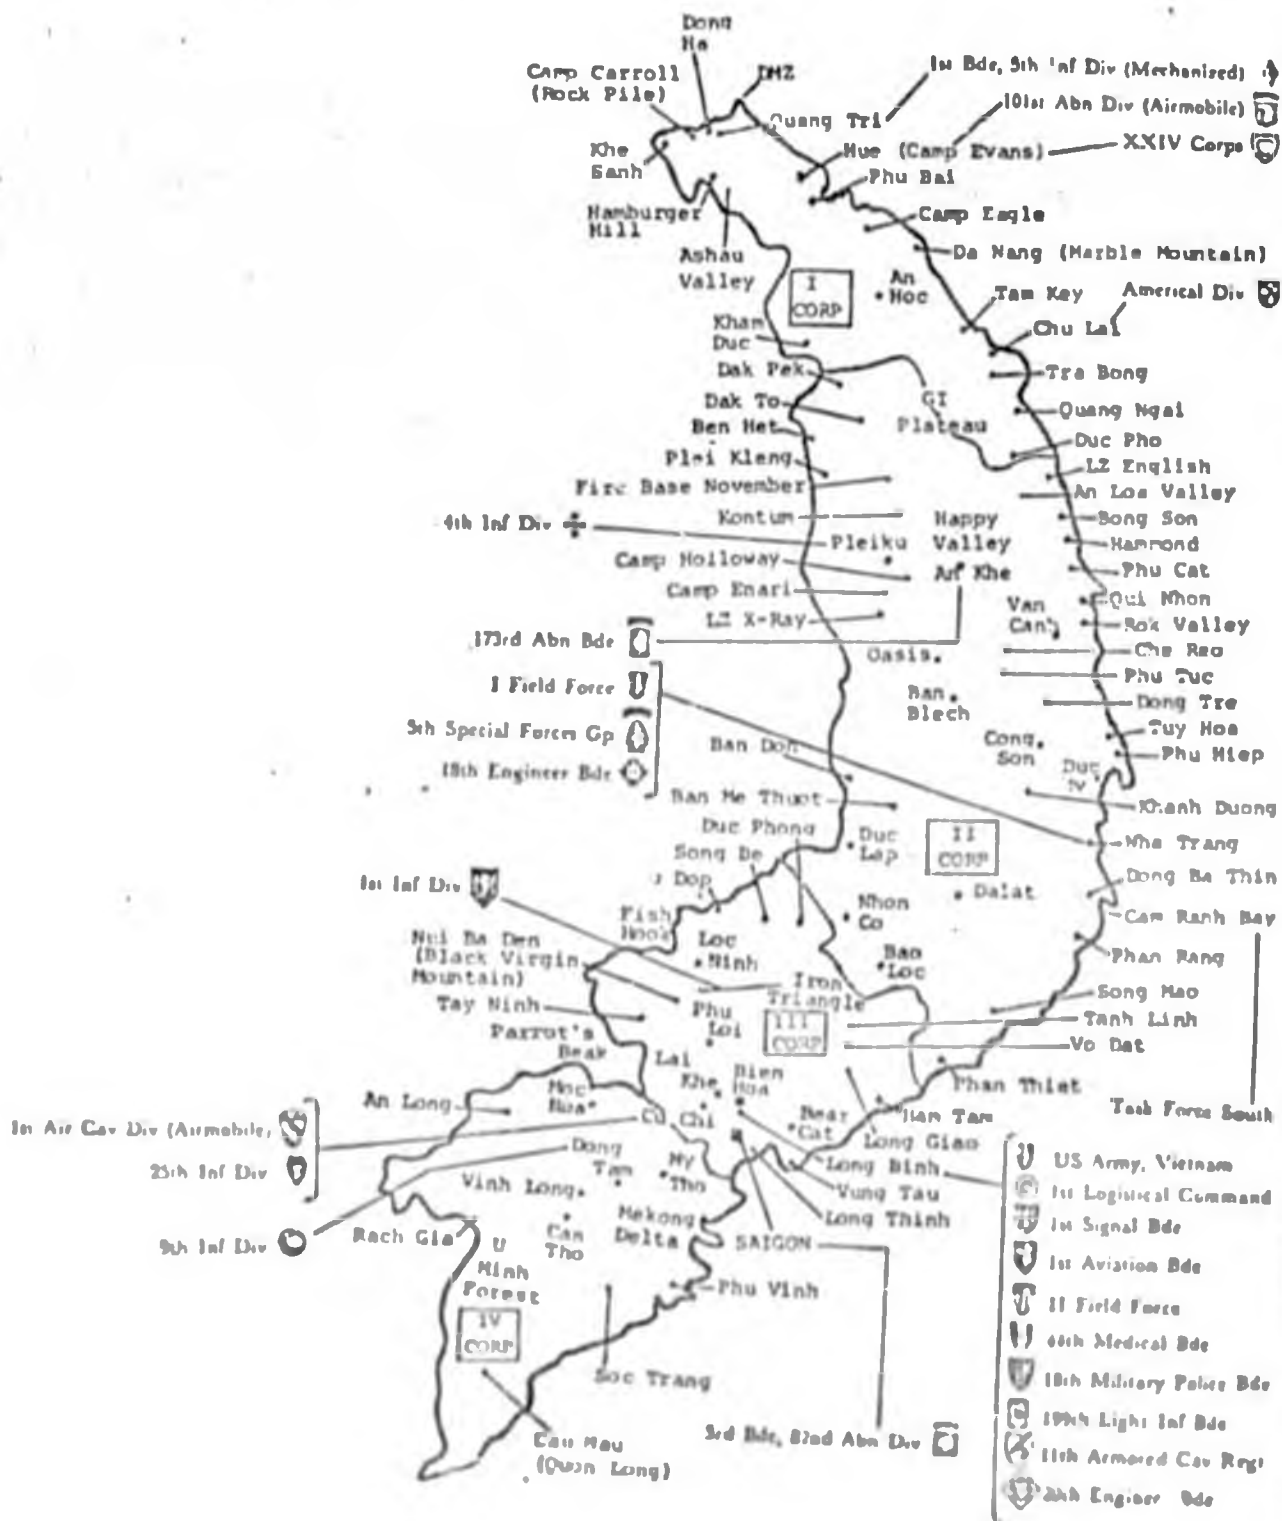 Dong
Ha
DMZ
Camp Carroll
(Rock Pile)
1st Bde, 5th Inf Div (Mechanized)
101st Abn Div (Airmobile)
Quang Tri
Hue (Camp Evans)
XXIV Corps
Khe
Sanh
Phu Bai
Hamburger
Hill
Camp Eagle
Ashau
Valley
Da Nang (Marble Mountain)
I
CORP
An
Hoc
Tam Key
Americal Div
Kham
Duc
Chu Lai
Dak Pek
Tra Bong
Dak To
GI
Plateau
Quang Ngai
Ben Het
Duc Pho
Plei Kleng
LZ English
Fire Base November
An Loa Valley
4th Inf Div
Kontum
Happy
Valley
Bong Son
Pleiku
Hammond
Camp Holloway
An Khe
Phu Cat
Camp Enari
Qui Nhon
LZ X-Ray
Van
Can
Rok Valley
173rd Abn Bde
Oasis
Che Reo
I Field Force
Phu Tuc
Ban
Blech
Dong Tre
5th Special Forces Gp
Ban Don
Cong
Son
Tuy Hoa
18th Engineer Bde
Duc
Phu Hiep
Ban Me Thuot
Khanh Duong
Duc Phong
Duc
Lap
II
CORP
Nha Trang
Song Be
1st Inf Div
Dop
Dalat
Dong Ba Thin
Fish
Hook
Nhon
Co
Cam Ranh Bay
Nui Ba Den
(Black Virgin
Mountain)
Loc
Ninh
Bao
Loc
Phan Rang
Iron
Triangle
Tay Ninh
Phu
Loi
III
CORP
Song Mao
Tanh Linh
Parrot's
Beak
Vo Dat
Lai
Khe
Bien
Hoa
Phan Thiet
Moc
Hoa
An Long
Cu Chi
Bear
Cat
Ham Tam
Task Force South
1st Air Cav Div (Airmobile)
Long Giao
25th Inf Div
Dong
Tam
My
Tho
Long Binh
US Army, Vietnam
Vinh Long
Vung Tau
1st Logistical Command
Mekong
Delta
Long Thinh
1st Signal Bde
9th Inf Div
Rach Gia
Can
Tho
SAIGON
1st Aviation Bde
U
Minh
Forest
Phu Vinh
II Field Force
IV
CORP
44th Medical Bde
Soc Trang
18th Military Police Bde
199th Light Inf Bde
3rd Bde, 82nd Abn Div
Cau Mau
(Quon Long)
11th Armored Cav Regt
20th Engineer Bde